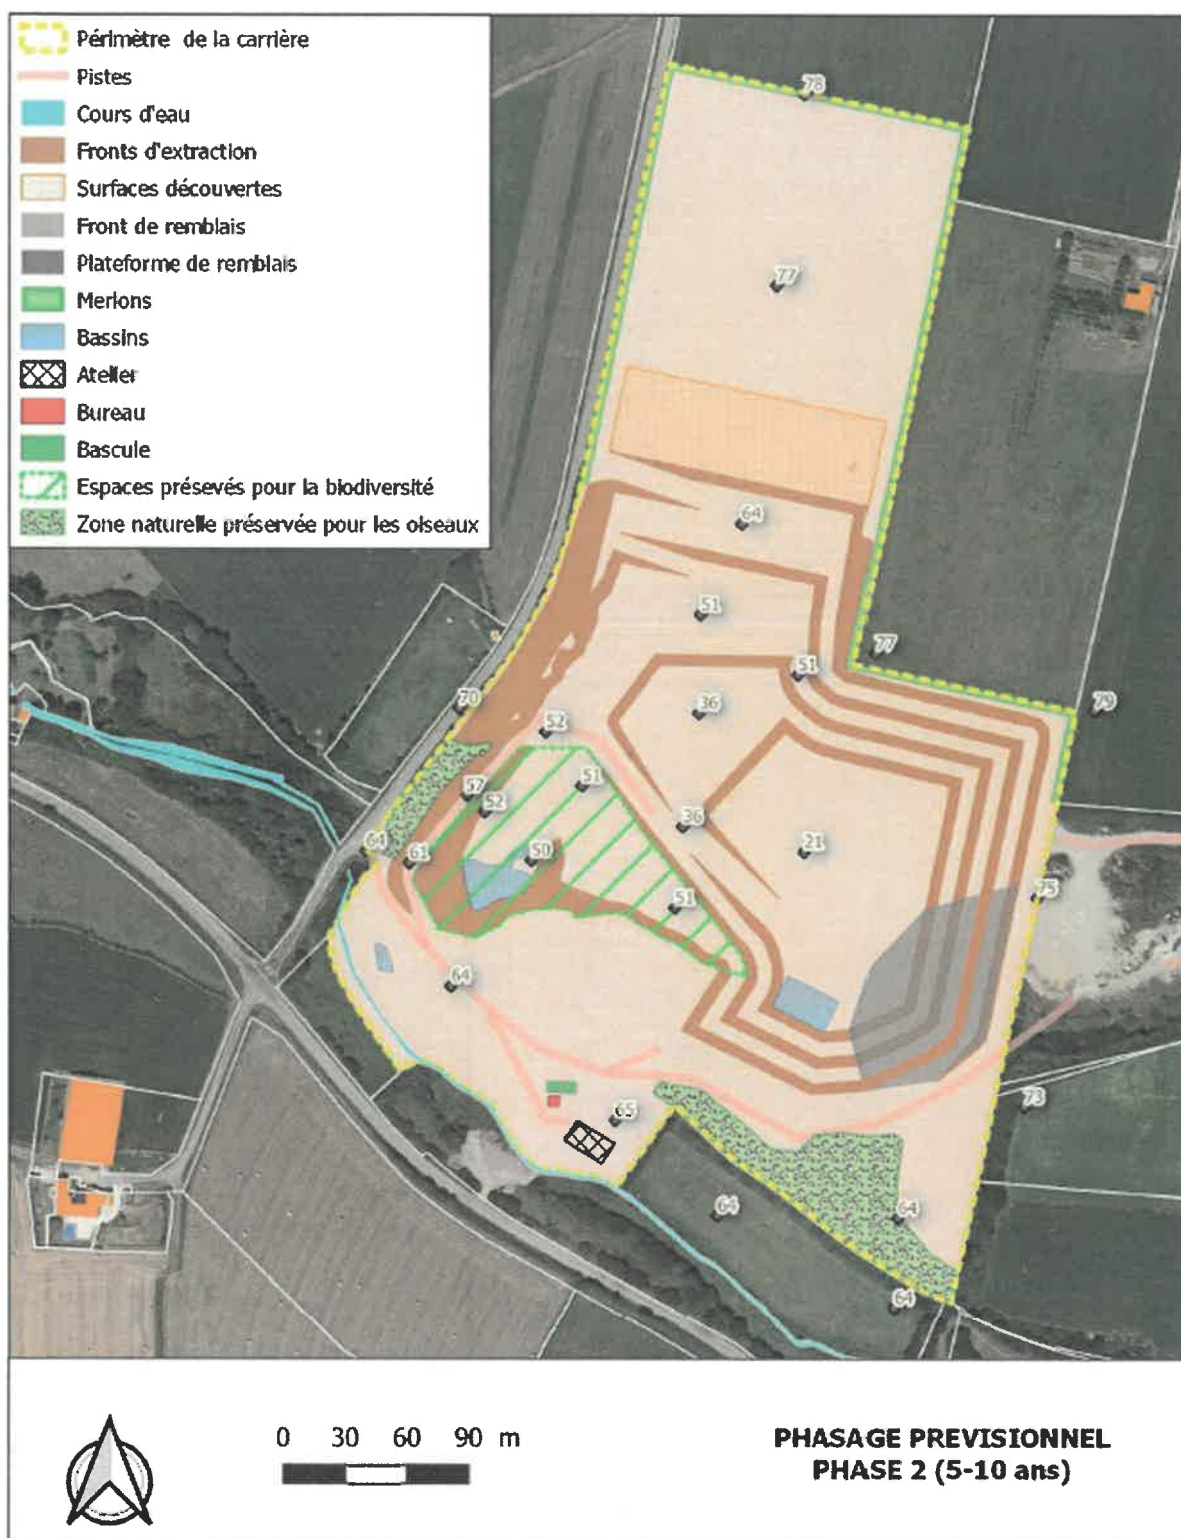 Périmètre de la carrière
Pistes
Cours d'eau
Fronts d'extraction
Surfaces découvertes
Front de remblais
Plateforme de remblais
Merlons
Bassins
Atelier
Bureau
Bascule
Espaces présevés pour la biodiversité
Zone naturelle préservée pour les oiseaux
78
77
64
51
77
51
79
70
36
52
51
57
52
36
64
61
50
21
75
51
64
73
65
64
64
64
0 30 60 90 m
PHASAGE PREVISIONNEL
PHASE 2 (5-10 ans)